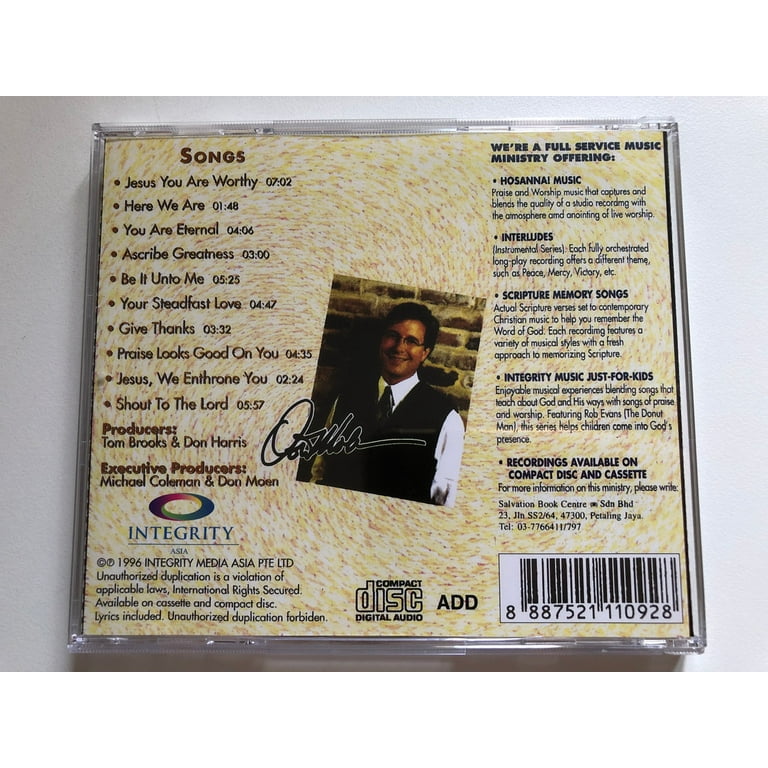 SONGS
• Jesus You Are Worthy 07:02
• Here We Are 01:48
• You Are Eternal 04:06
• Ascribe Greatness 03:00
• Be It Unto Me 05:25
• Your Steadfast Love 04:47
• Give Thanks 03:32
• Praise Looks Good On You 04:35
• Jesus, We Enthrone You 02:24
• Shout To The Lord 05:57
Producers:
Tom Brooks & Don Harris
Executive Producers:
Michael Coleman & Don Moen
INTEGRITY
ASIA
©℗ 1996 INTEGRITY MEDIA ASIA PTE LTD
Unauthorized duplication is a violation of
applicable laws, International Rights Secured.
Available on cassette and compact disc.
Lyrics included. Unauthorized duplication forbiden.
COMPACT
disc
DIGITAL AUDIO
ADD
WE'RE A FULL SERVICE MUSIC
MINISTRY OFFERING:
• HOSANNA! MUSIC
Praise and Worship music that captures and
blends the quality of a studio recording with
the atmosphere and anointing of live worship.
• INTERLUDES
(Instrumental Series): Each fully orchestrated
long-play recording offers a different theme,
such as Peace, Mercy, Victory, etc.
• SCRIPTURE MEMORY SONGS
Actual Scripture verses set to contemporary
Christian music to help you remember the
Word of God. Each recording features a
variety of musical styles with a fresh
approach to memorizing Scripture.
• INTEGRITY MUSIC JUST-FOR-KIDS
Enjoyable musical experiences blending songs that
teach about God and His ways with songs of praise
and worship. Featuring Rob Evans (The Donut
Man), this series helps children come into God's
presence.
• RECORDINGS AVAILABLE ON
COMPACT DISC AND CASSETTE
For more information on this ministry, please write:
Salvation Book Centre Sdn Bhd
23, Jln SS2/64, 47300, Petaling Jaya.
Tel: 03-7766411/797
8 887521 110928